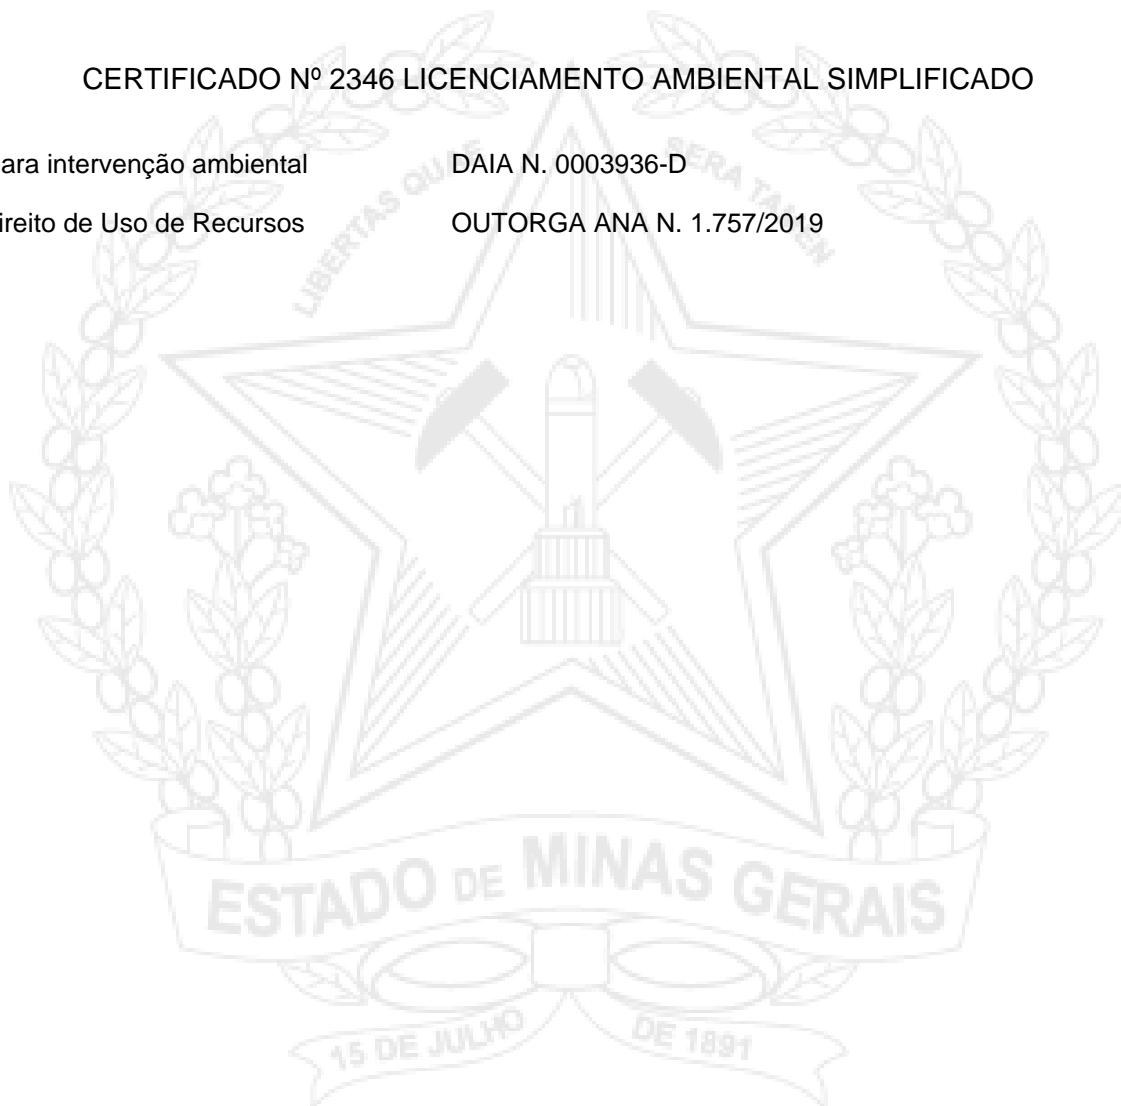 CERTIFICADO Nº 2346 LICENCIAMENTO AMBIENTAL SIMPLIFICADO
ara intervenção ambiental DAIA N. 0003936-D
ireito de Uso de Recursos OUTORGA ANA N. 1.757/2019
LIBERTAS QUÆ SERA TAMEN
ESTADO DE MINAS GERAIS
15 DE JULHO DE 1891